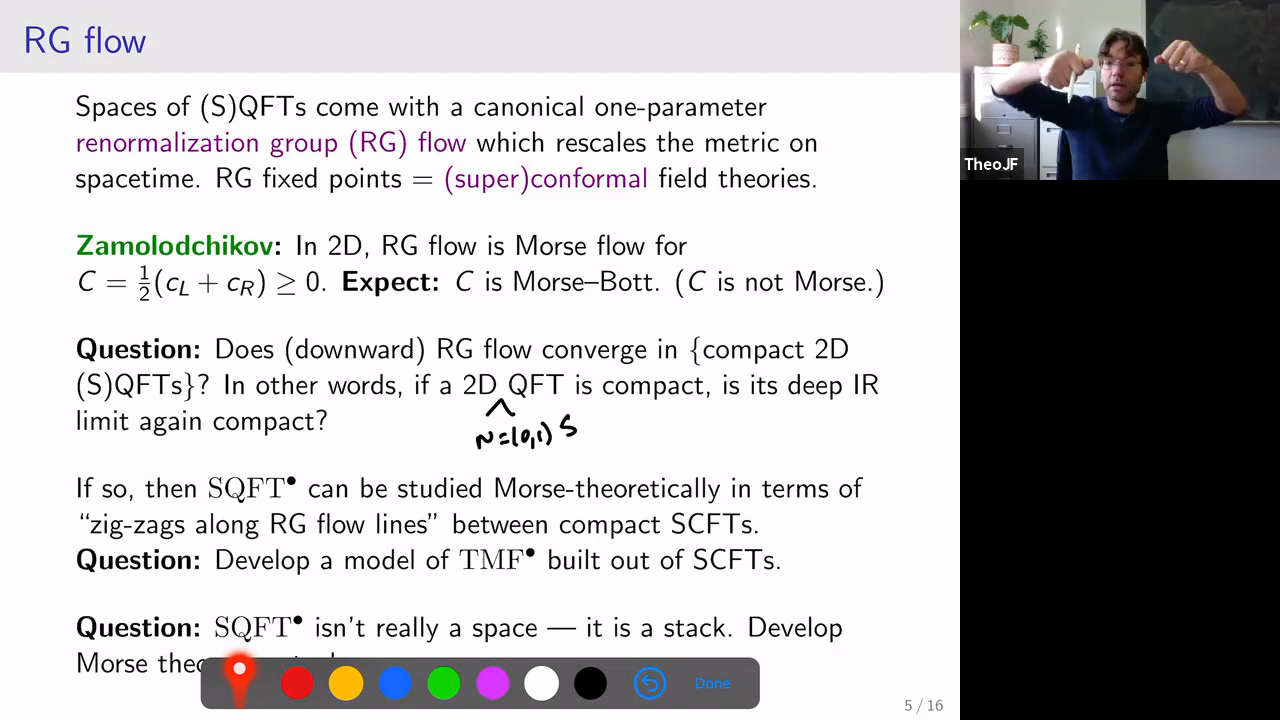 RG flow
Spaces of (S)QFTs come with a canonical one-parameter
renormalization group (RG) flow which rescales the metric on
spacetime. RG fixed points = (super)conformal field theories.
Zamolodchikov: In 2D, RG flow is Morse flow for
C = ½(c_L + c_R) ≥ 0. Expect: C is Morse–Bott. (C is not Morse.)
Question: Does (downward) RG flow converge in {compact 2D
(S)QFTs}? In other words, if a 2D QFT is compact, is its deep IR
limit again compact?
N=(0,1) S
If so, then SQFT• can be studied Morse-theoretically in terms of
“zig-zags along RG flow lines” between compact SCFTs.
Question: Develop a model of TMF• built out of SCFTs.
Question: SQFT• isn't really a space — it is a stack. Develop
Morse
Done
5 / 16
TheoJF